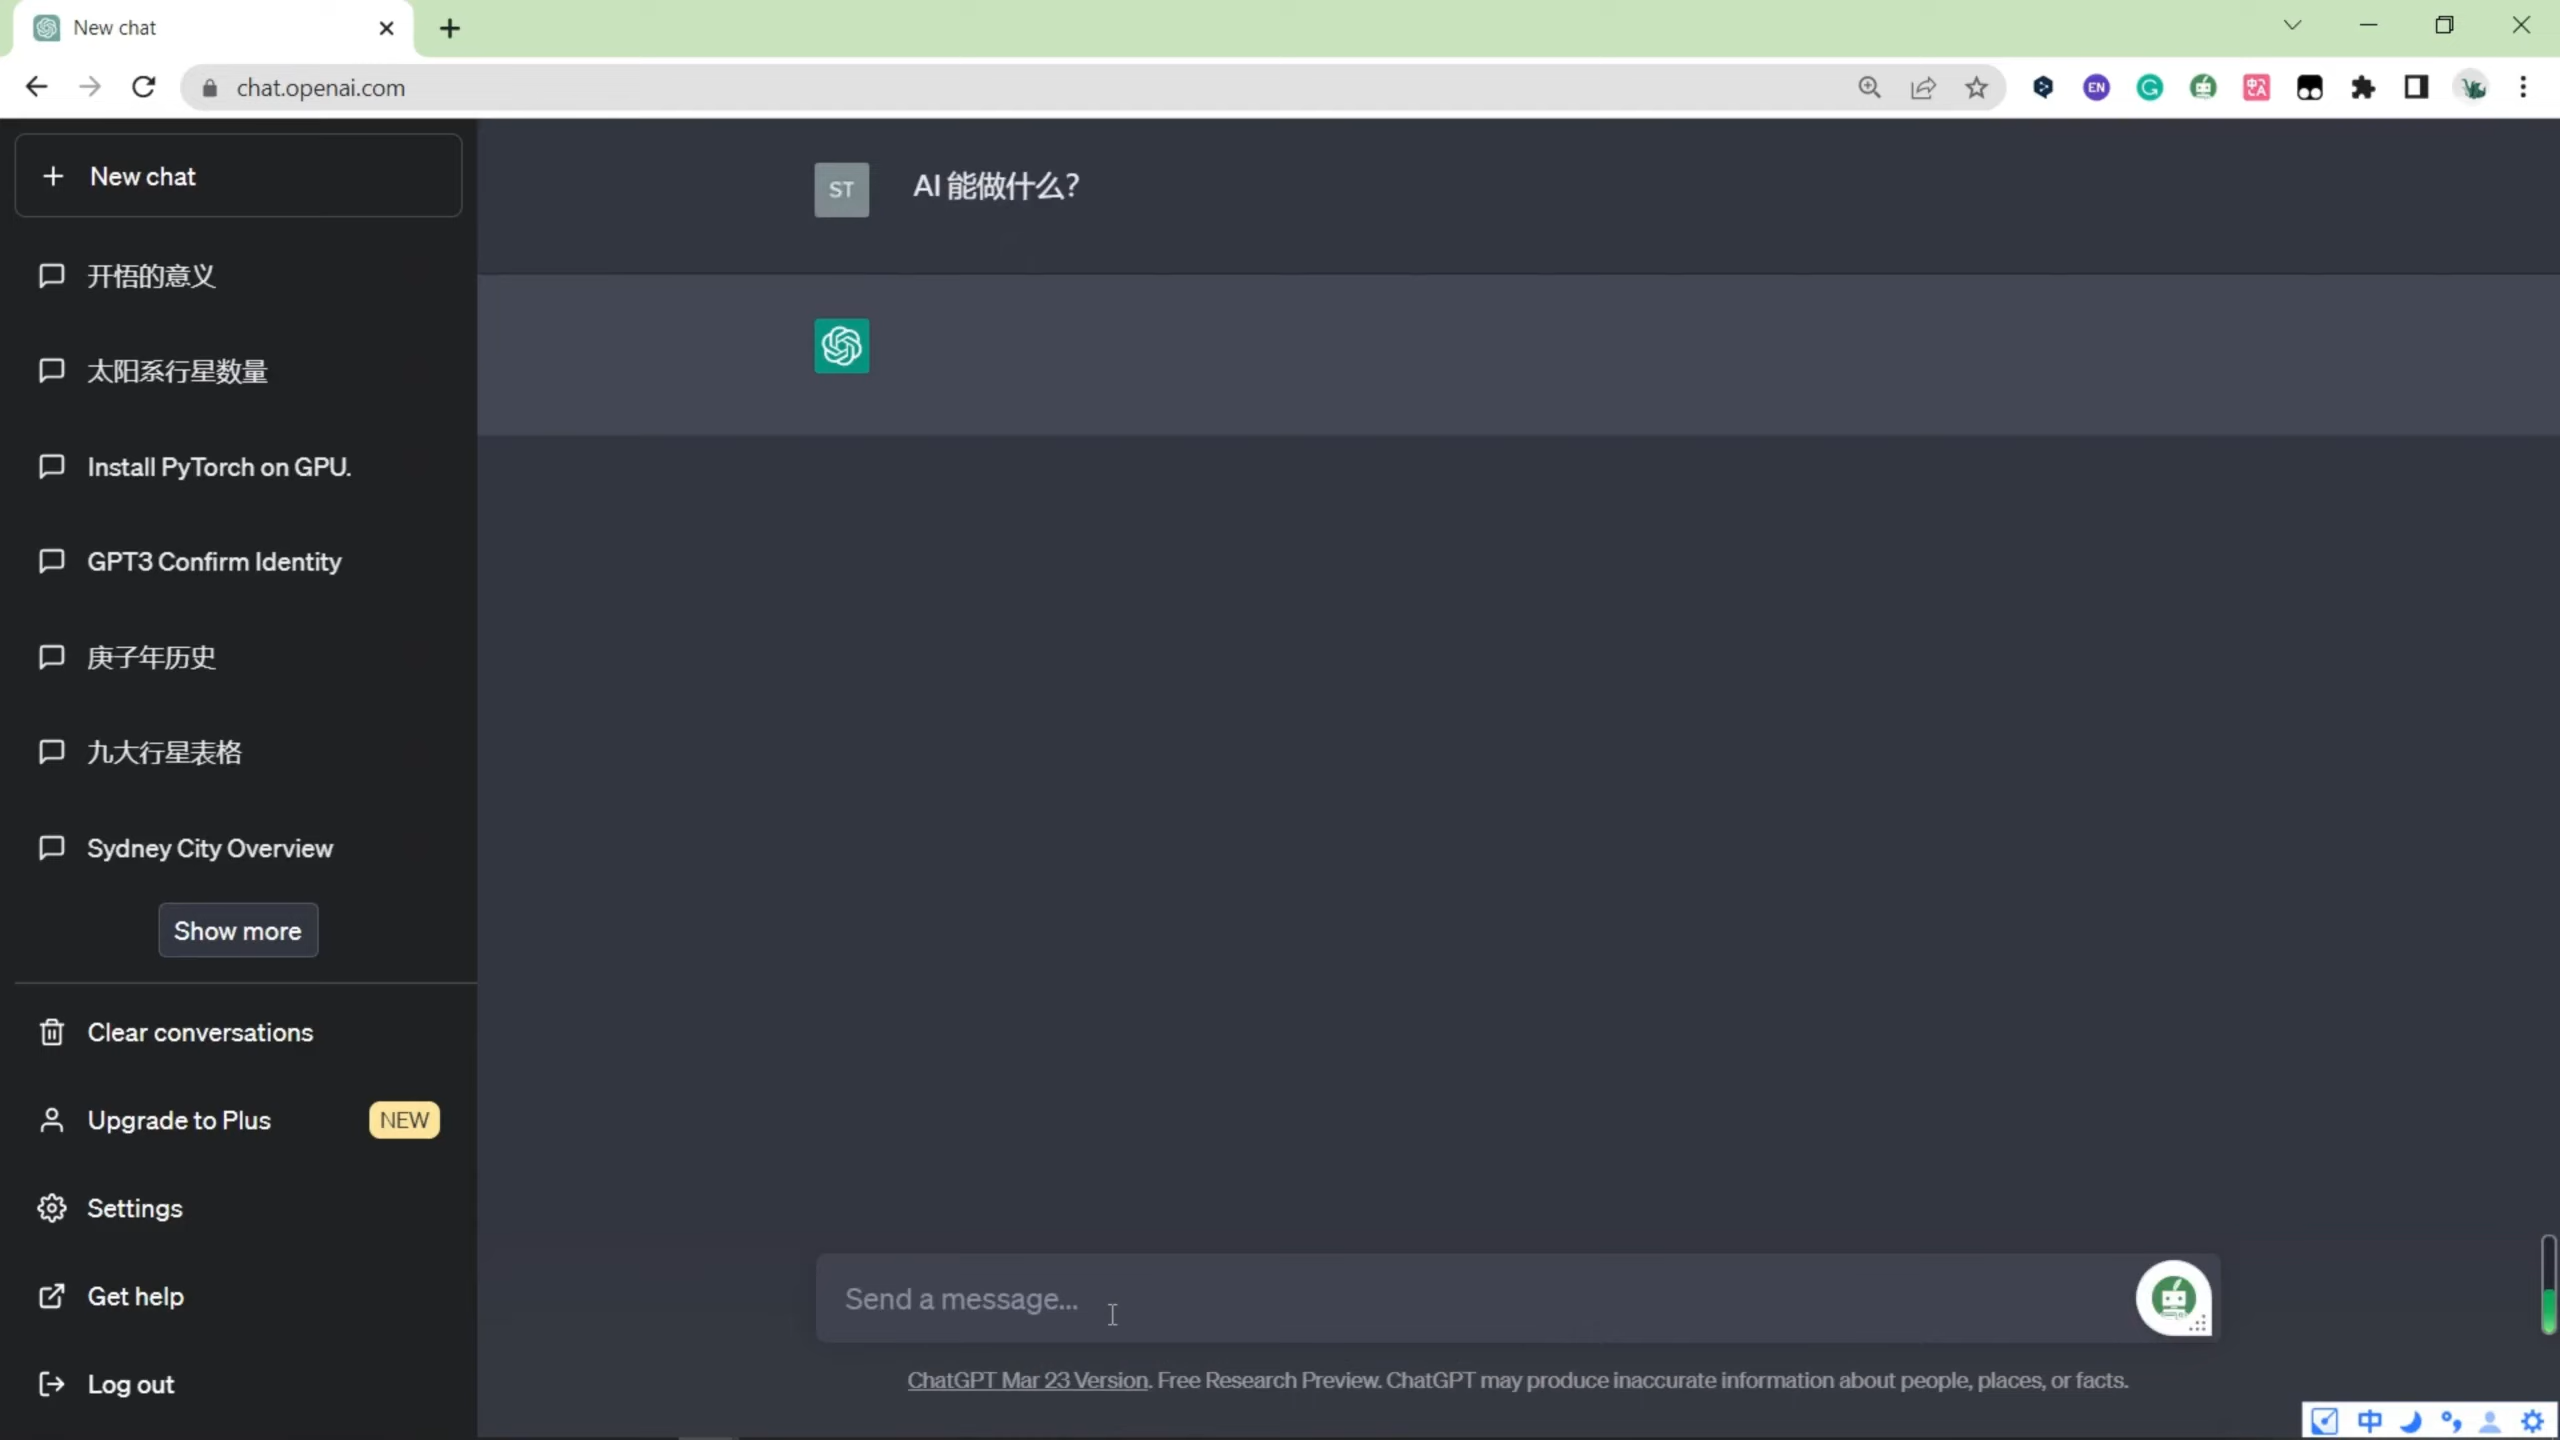 New chat
chat.openai.com
EN
New chat
开悟的意义
太阳系行星数量
Install PyTorch on GPU.
GPT3 Confirm Identity
庚子年历史
九大行星表格
Sydney City Overview
Show more
Clear conversations
Upgrade to Plus NEW
Settings
Get help
Log out
ST AI 能做什么?
Send a message...
ChatGPT Mar 23 Version. Free Research Preview. ChatGPT may produce inaccurate information about people, places, or facts.
中